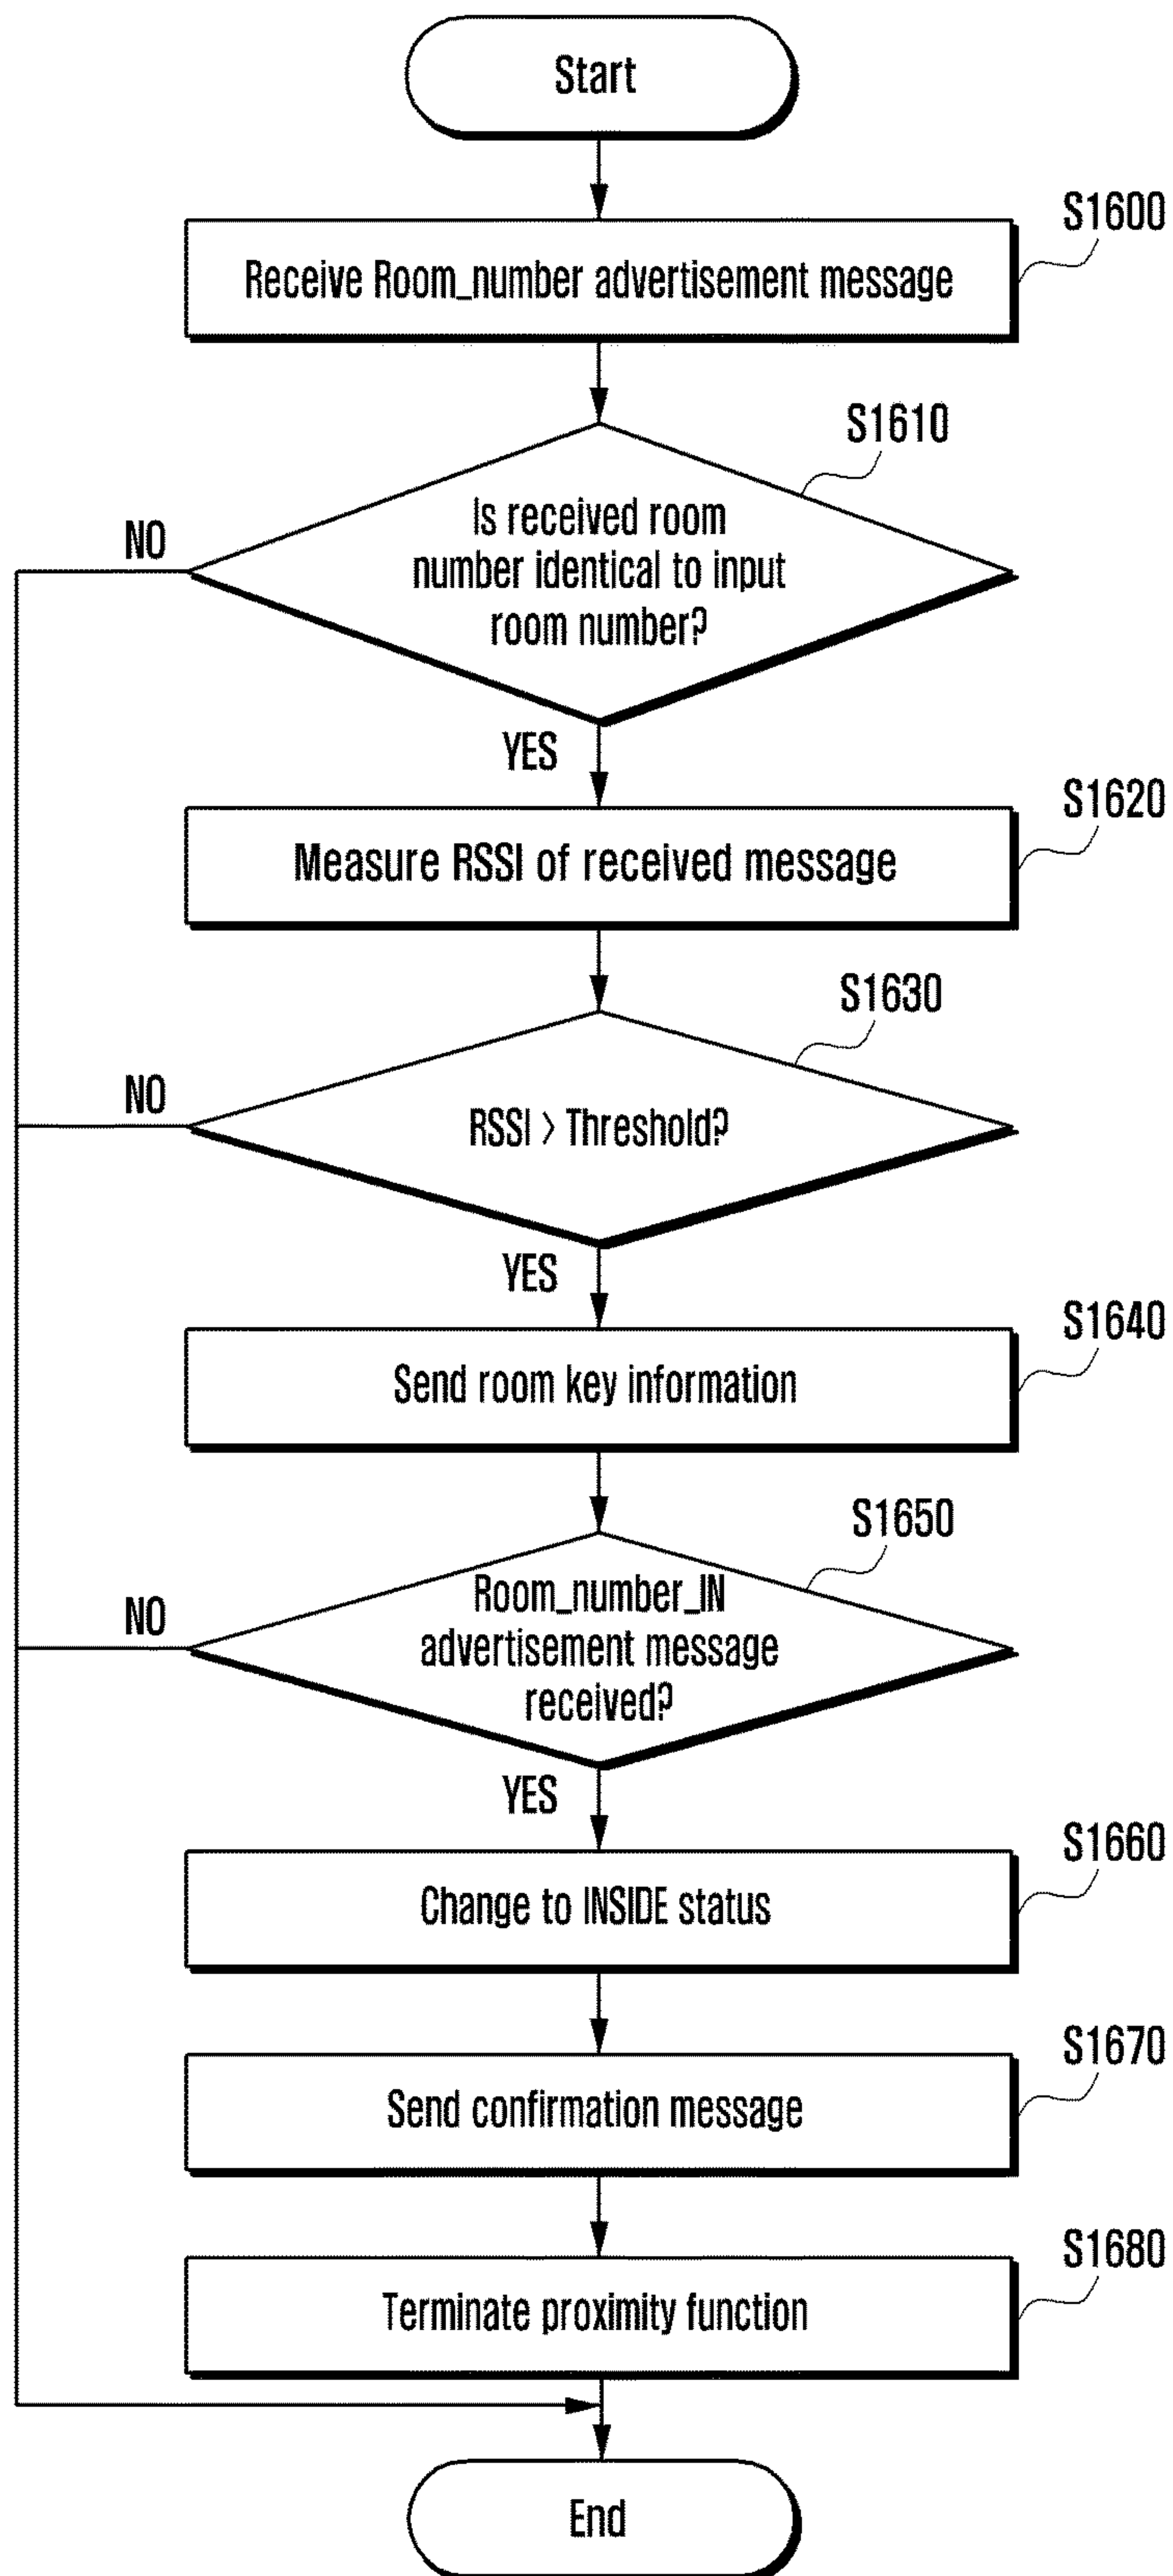 Start
S1600
Receive Room_number advertisement message
S1610
Is received room
number identical to input
room number?
NO
YES
S1620
Measure RSSI of received message
S1630
RSSI > Threshold?
NO
YES
S1640
Send room key information
S1650
Room_number_IN
advertisement message
received?
NO
YES
S1660
Change to INSIDE status
S1670
Send confirmation message
S1680
Terminate proximity function
End